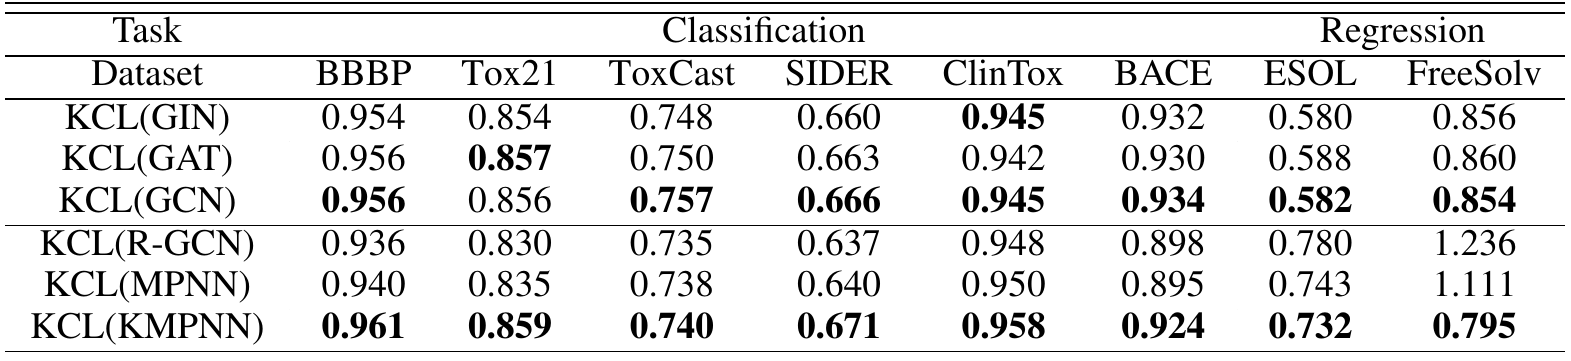 Task Classification Regression
Dataset BBBP Tox21 ToxCast SIDER ClinTox BACE ESOL FreeSolv
KCL(GIN) 0.954 0.854 0.748 0.660 0.945 0.932 0.580 0.856
KCL(GAT) 0.956 0.857 0.750 0.663 0.942 0.930 0.588 0.860
KCL(GCN) 0.956 0.856 0.757 0.666 0.945 0.934 0.582 0.854
KCL(R-GCN) 0.936 0.830 0.735 0.637 0.948 0.898 0.780 1.236
KCL(MPNN) 0.940 0.835 0.738 0.640 0.950 0.895 0.743 1.111
KCL(KMPNN) 0.961 0.859 0.740 0.671 0.958 0.924 0.732 0.795